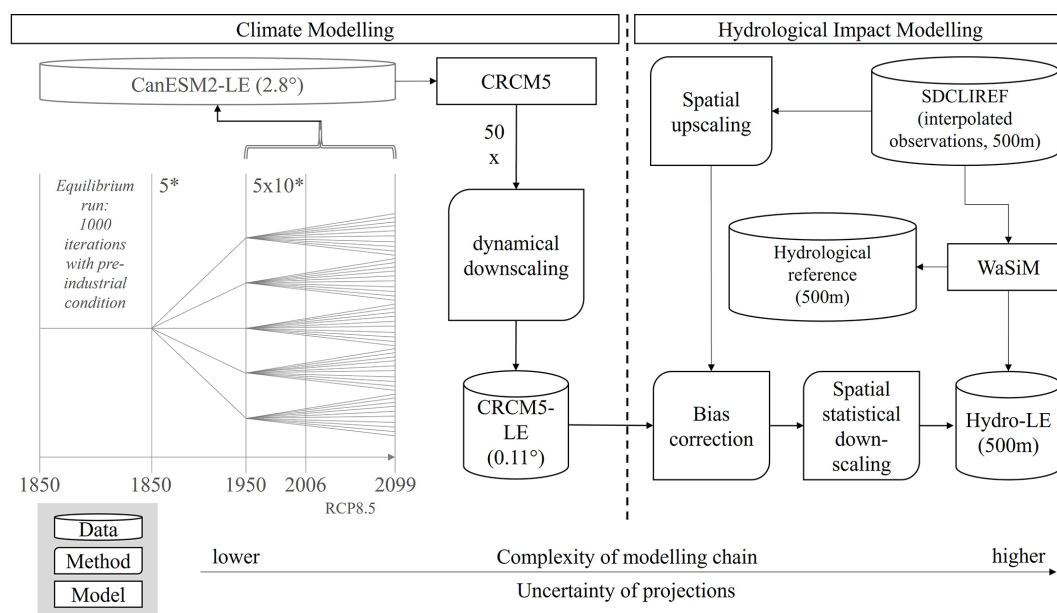 Climate Modelling
Hydrological Impact Modelling
CanESM2-LE (2.8°)
CRCM5
50
x
Equilibrium
run:
1000
iterations
with pre-
industrial
condition
5*
5x10*
dynamical
downscaling
CRCM5-
LE
(0.11°)
1850
1850
1950
2006
2099
RCP8.5
Spatial
upscaling
SDCLIREF
(interpolated
observations, 500m)
Hydrological
reference
(500m)
WaSiM
Bias
correction
Spatial
statistical
down-
scaling
Hydro-LE
(500m)
Data
Method
Model
lower
Complexity of modelling chain
higher
Uncertainty of projections